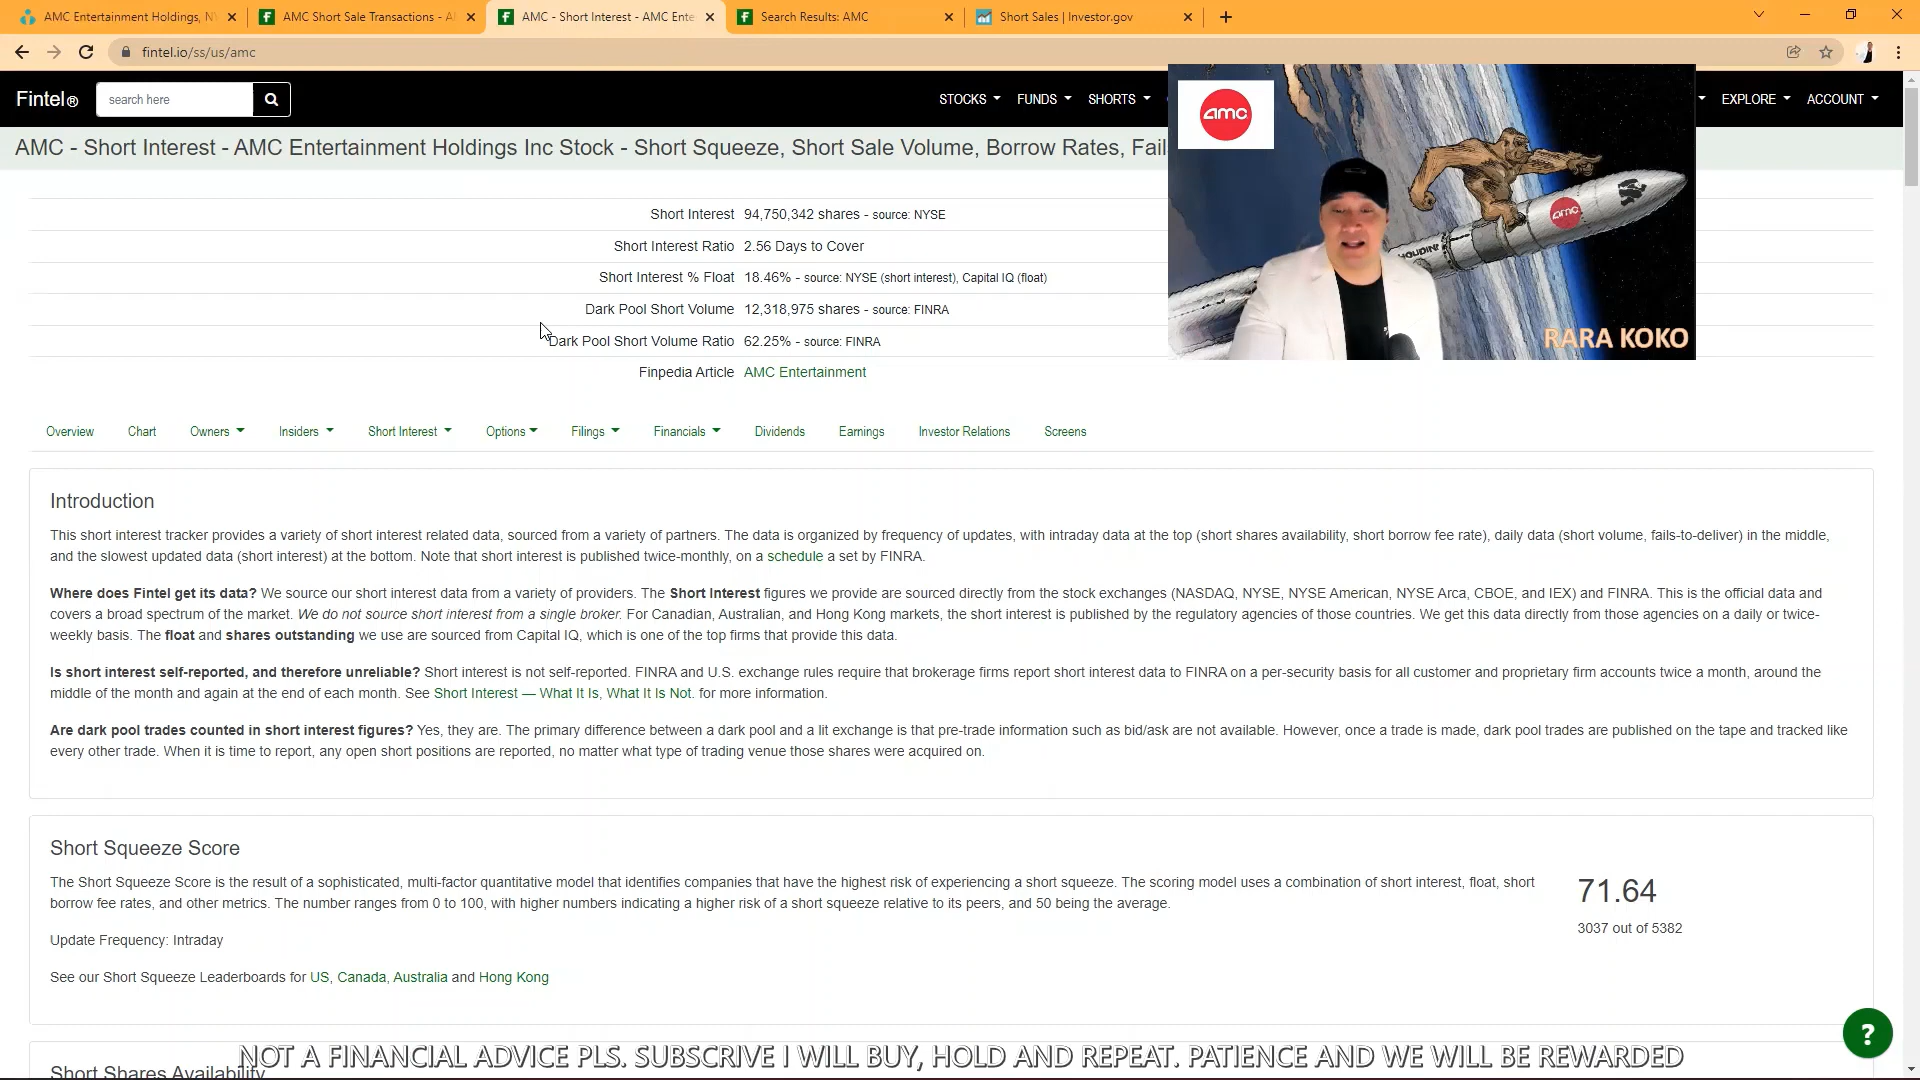 AMC Entertainment Holdings, NY
AMC Short Sale Transactions - A
AMC - Short Interest - AMC Ente
Search Results: AMC
Short Sales | Investor.gov
fintel.io/ss/us/amc
Fintel®
search here
STOCKS
FUNDS
SHORTS
EXPLORE
ACCOUNT
AMC - Short Interest - AMC Entertainment Holdings Inc Stock - Short Squeeze, Short Sale Volume, Borrow Rates, Fail
amc
amc
HOUDINI
RARA KOKO
Short Interest 94,750,342 shares - source: NYSE
Short Interest Ratio 2.56 Days to Cover
Short Interest % Float 18.46% - source: NYSE (short interest), Capital IQ (float)
Dark Pool Short Volume 12,318,975 shares - source: FINRA
Dark Pool Short Volume Ratio 62.25% - source: FINRA
Finpedia Article AMC Entertainment
Overview Chart Owners Insiders Short Interest Options Filings Financials Dividends Earnings Investor Relations Screens
Introduction
This short interest tracker provides a variety of short interest related data, sourced from a variety of partners. The data is organized by frequency of updates, with intraday data at the top (short shares availability, short borrow fee rate), daily data (short volume, fails-to-deliver) in the middle,
and the slowest updated data (short interest) at the bottom. Note that short interest is published twice-monthly, on a schedule a set by FINRA.
Where does Fintel get its data? We source our short interest data from a variety of providers. The Short Interest figures we provide are sourced directly from the stock exchanges (NASDAQ, NYSE, NYSE American, NYSE Arca, CBOE, and IEX) and FINRA. This is the official data and
covers a broad spectrum of the market. We do not source short interest from a single broker. For Canadian, Australian, and Hong Kong markets, the short interest is published by the regulatory agencies of those countries. We get this data directly from those agencies on a daily or twice-
weekly basis. The float and shares outstanding we use are sourced from Capital IQ, which is one of the top firms that provide this data.
Is short interest self-reported, and therefore unreliable? Short interest is not self-reported. FINRA and U.S. exchange rules require that brokerage firms report short interest data to FINRA on a per-security basis for all customer and proprietary firm accounts twice a month, around the
middle of the month and again at the end of each month. See Short Interest — What It Is, What It Is Not. for more information.
Are dark pool trades counted in short interest figures? Yes, they are. The primary difference between a dark pool and a lit exchange is that pre-trade information such as bid/ask are not available. However, once a trade is made, dark pool trades are published on the tape and tracked like
every other trade. When it is time to report, any open short positions are reported, no matter what type of trading venue those shares were acquired on.
Short Squeeze Score
The Short Squeeze Score is the result of a sophisticated, multi-factor quantitative model that identifies companies that have the highest risk of experiencing a short squeeze. The scoring model uses a combination of short interest, float, short
borrow fee rates, and other metrics. The number ranges from 0 to 100, with higher numbers indicating a higher risk of a short squeeze relative to its peers, and 50 being the average.
71.64
3037 out of 5382
Update Frequency: Intraday
See our Short Squeeze Leaderboards for US, Canada, Australia and Hong Kong
?
NOT A FINANCIAL ADVICE PLS. SUBSCRIVE I WILL BUY, HOLD AND REPEAT. PATIENCE AND WE WILL BE REWARDED
Short Shares Availability